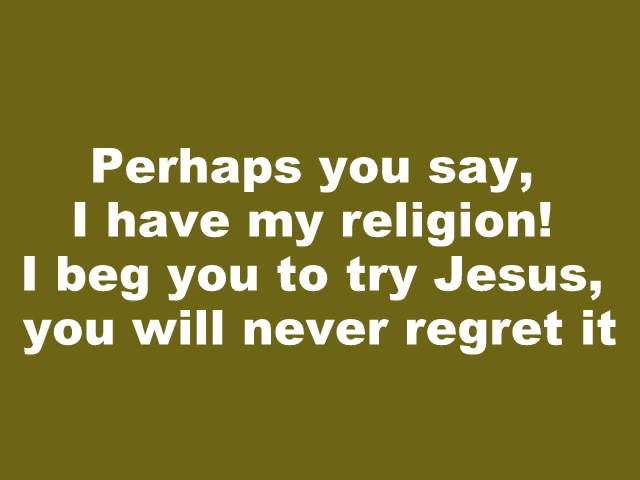 Perhaps you say,
I have my religion!
I beg you to try Jesus,
you will never regret it